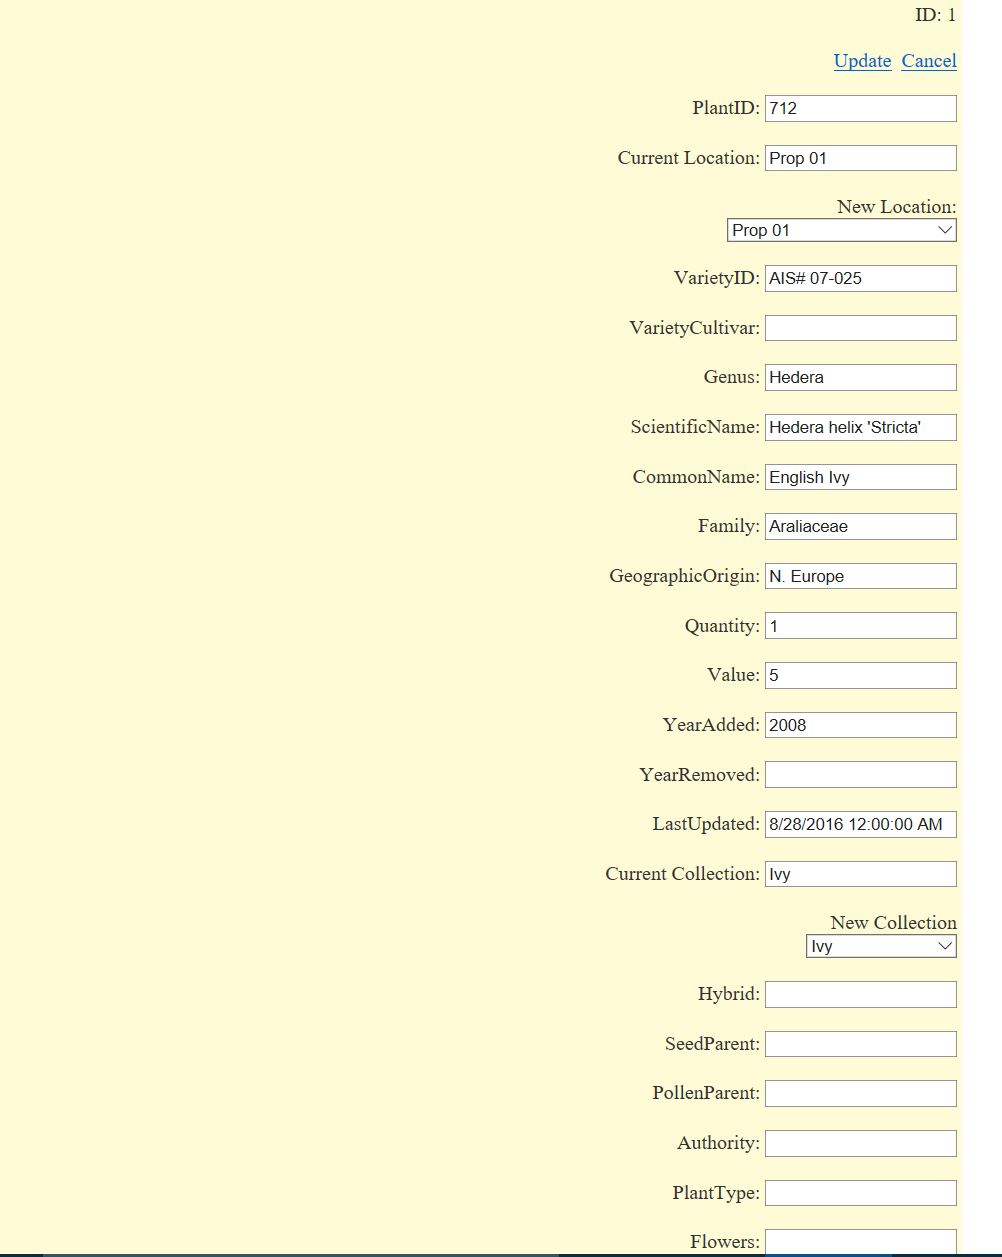 ID: 1
Update Cancel
PlantID: 712
Current Location: Prop 01
New Location:
Prop 01
VarietyID: AIS# 07-025
VarietyCultivar:
Genus: Hedera
ScientificName: Hedera helix 'Stricta'
CommonName: English Ivy
Family: Araliaceae
GeographicOrigin: N. Europe
Quantity: 1
Value: 5
YearAdded: 2008
YearRemoved:
LastUpdated: 8/28/2016 12:00:00 AM
Current Collection: Ivy
New Collection
Ivy
Hybrid:
SeedParent:
PollenParent:
Authority:
PlantType:
Flowers: